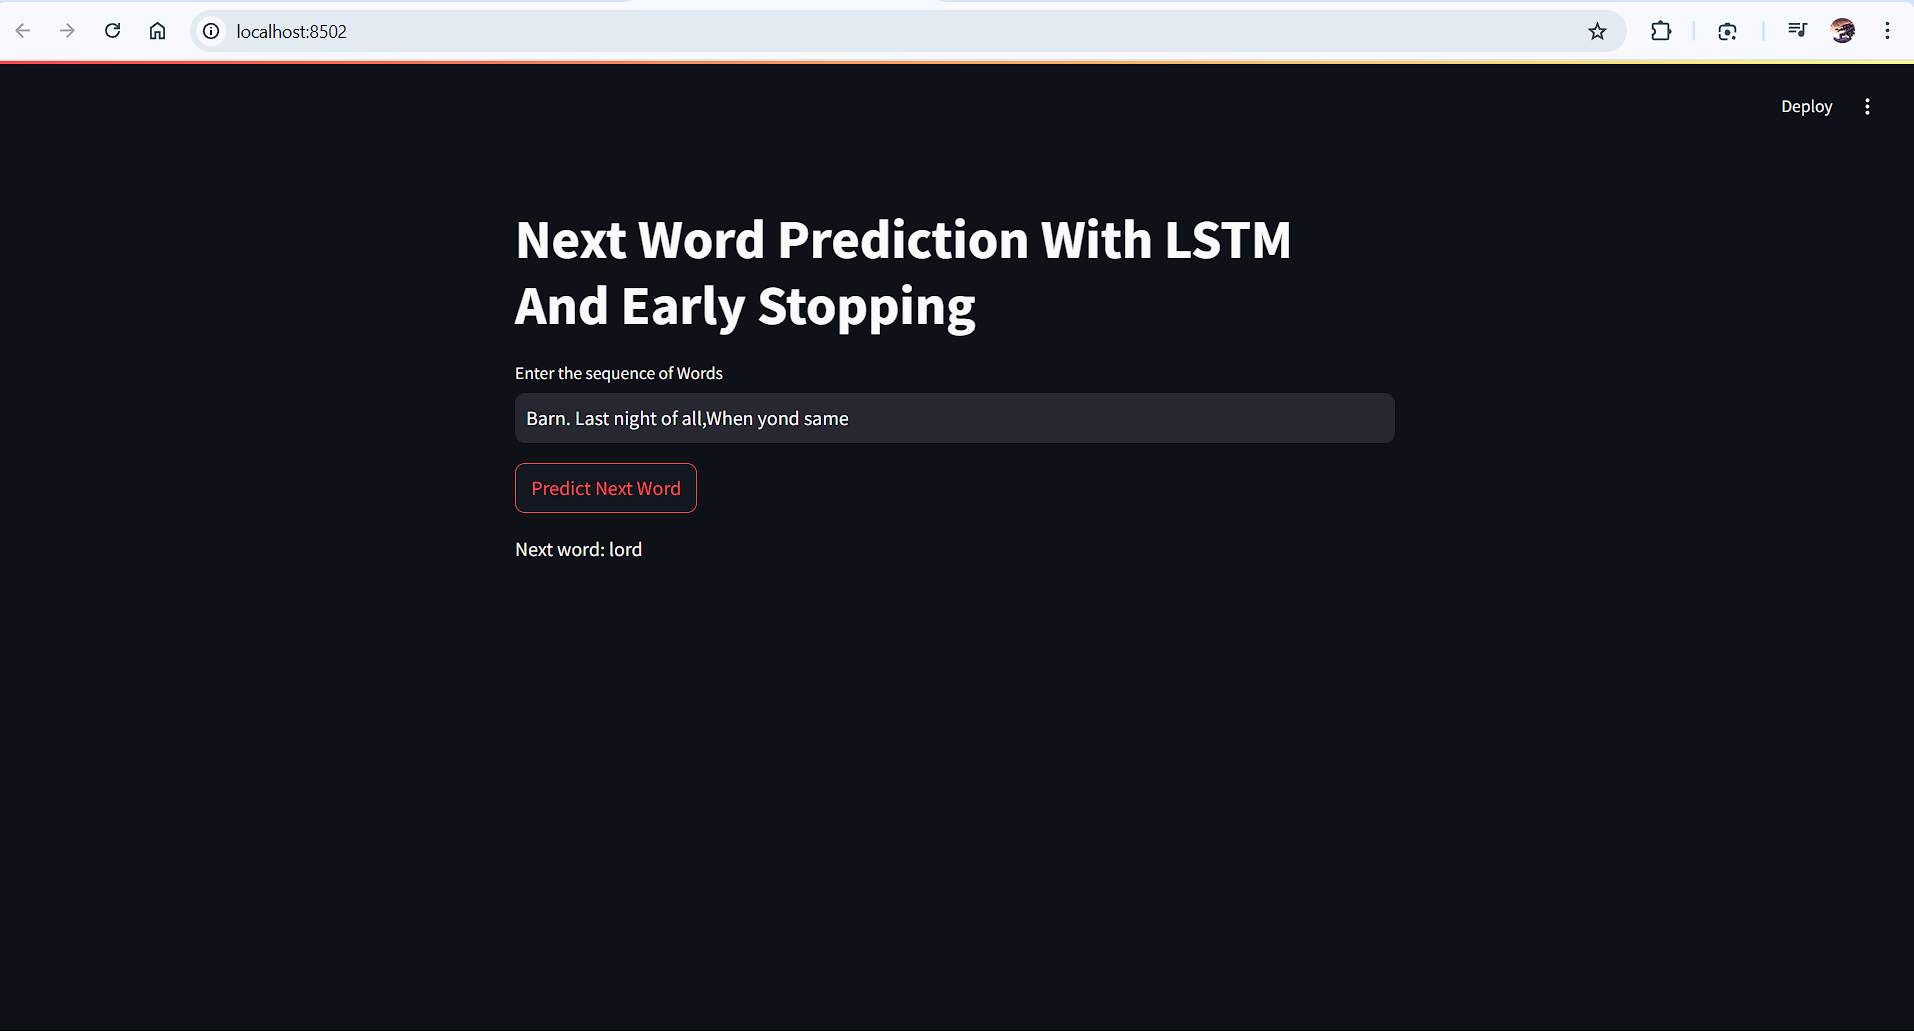 localhost:8502
Deploy
Next Word Prediction With LSTM
And Early Stopping
Enter the sequence of Words
Barn. Last night of all,When yond same
Predict Next Word
Next word: lord